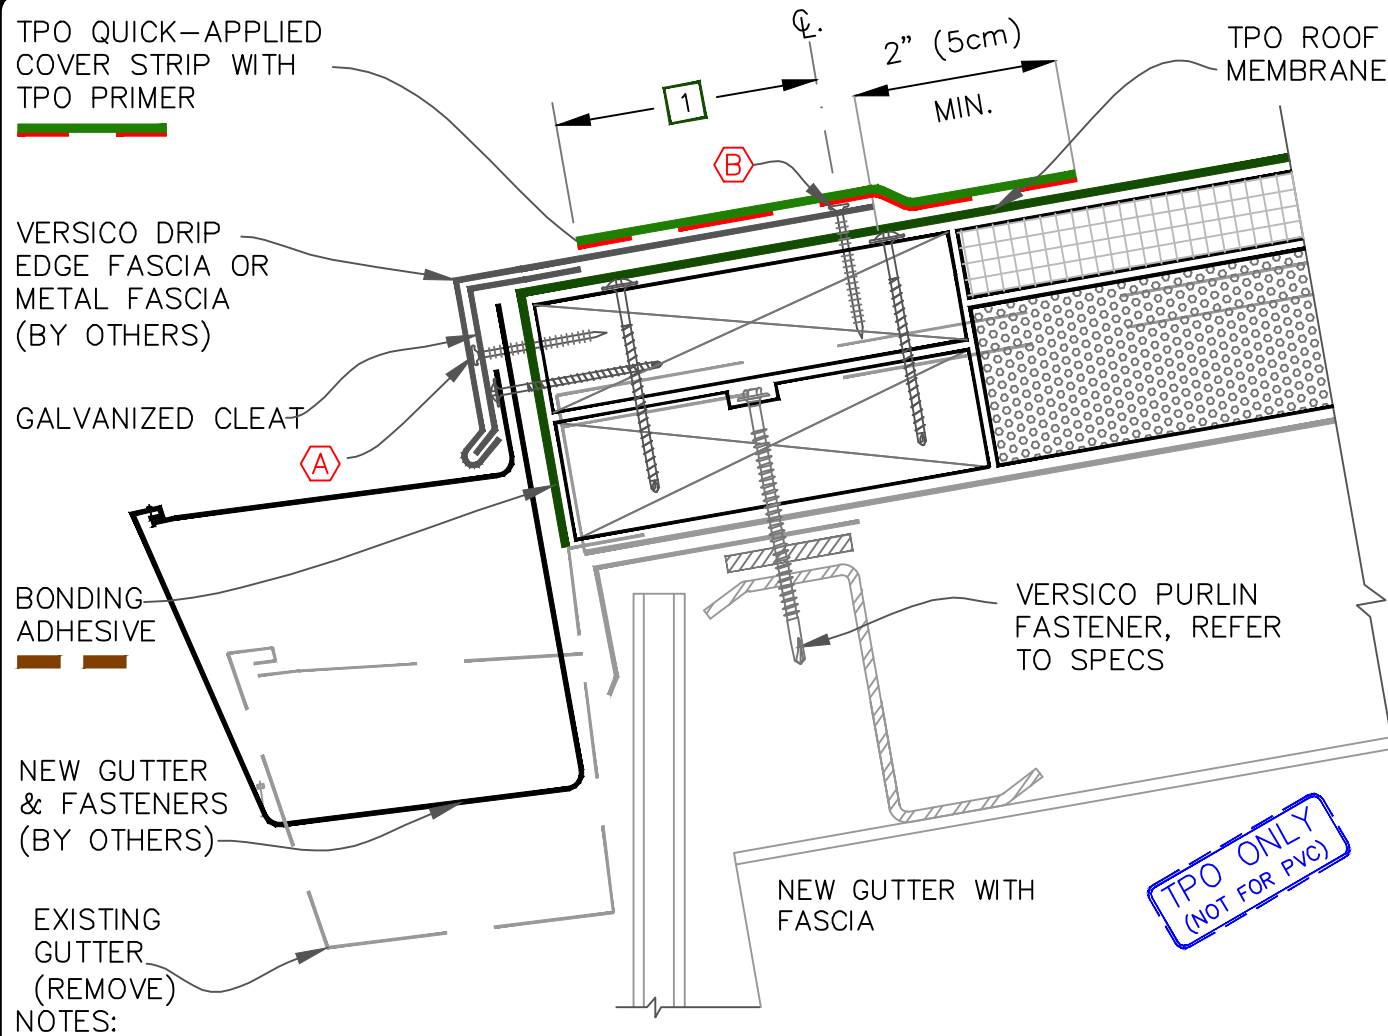 TPO QUICK-APPLIED
COVER STRIP WITH
TPO PRIMER
℄
1
2" (5cm)
MIN.
TPO ROOF
MEMBRANE
B
VERSICO DRIP
EDGE FASCIA OR
METAL FASCIA
(BY OTHERS)
GALVANIZED CLEAT
A
BONDING
ADHESIVE
VERSICO PURLIN
FASTENER, REFER
TO SPECS
NEW GUTTER
& FASTENERS
(BY OTHERS)
TPO ONLY
(NOT FOR PVC)
NEW GUTTER WITH
FASCIA
EXISTING
GUTTER
(REMOVE)
NOTES: